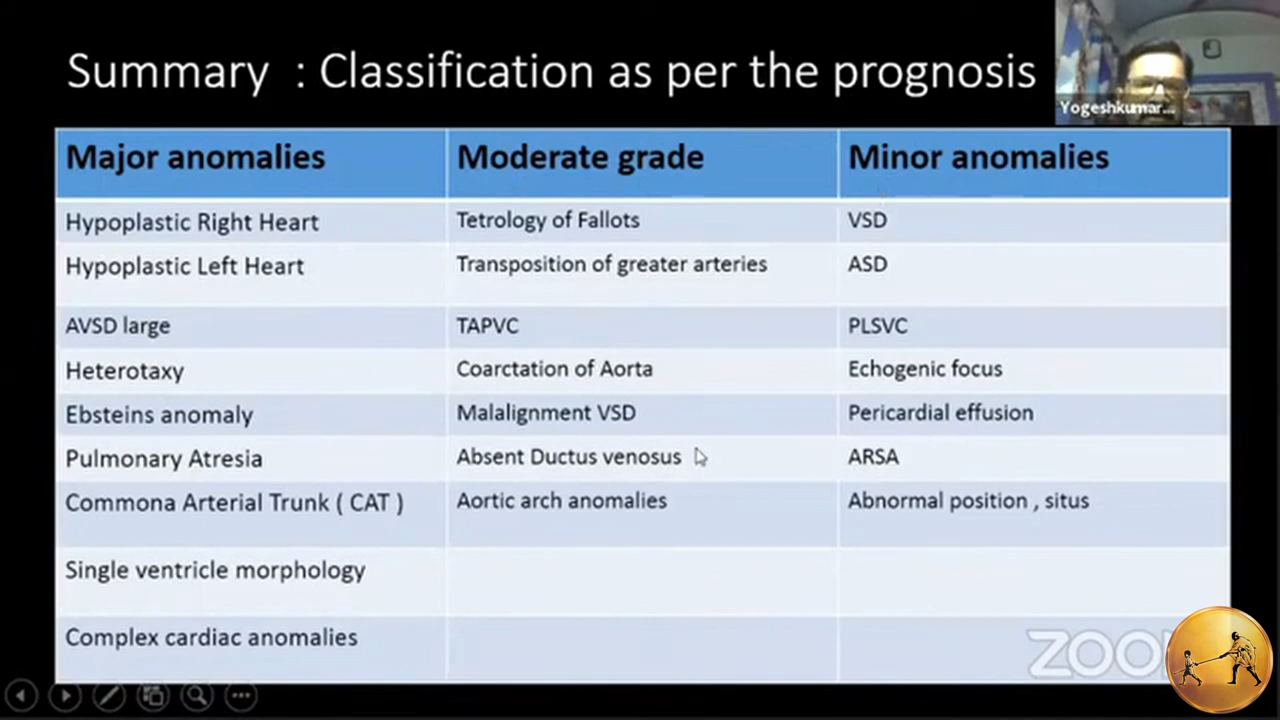 Summary : Classification as per the prognosis
Yogeshkumar...
Major anomalies Moderate grade Minor anomalies
Hypoplastic Right Heart Tetrology of Fallots VSD
Hypoplastic Left Heart Transposition of greater arteries ASD
AVSD large TAPVC PLSVC
Heterotaxy Coarctation of Aorta Echogenic focus
Ebsteins anomaly Malalignment VSD Pericardial effusion
Pulmonary Atresia Absent Ductus venosus ARSA
Commona Arterial Trunk ( CAT ) Aortic arch anomalies Abnormal position , situs
Single ventricle morphology
Complex cardiac anomalies